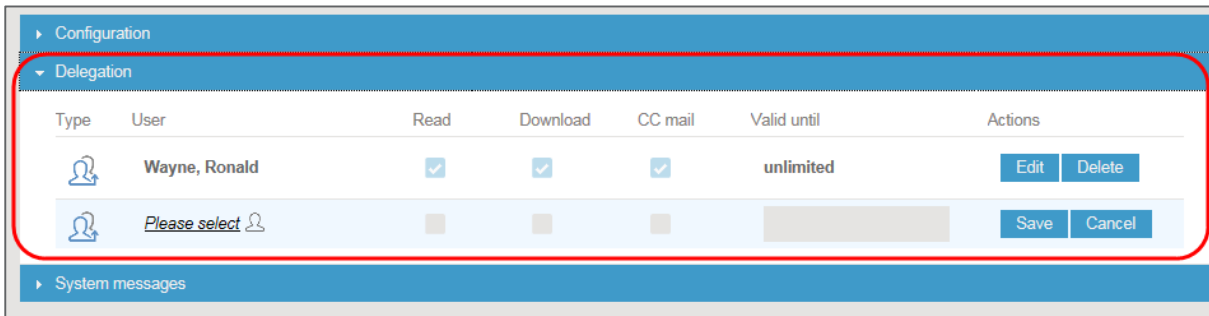 Configuration
Delegation
Type User Read Download CC mail Valid until Actions
Wayne, Ronald unlimited Edit Delete
Please select Save Cancel
System messages